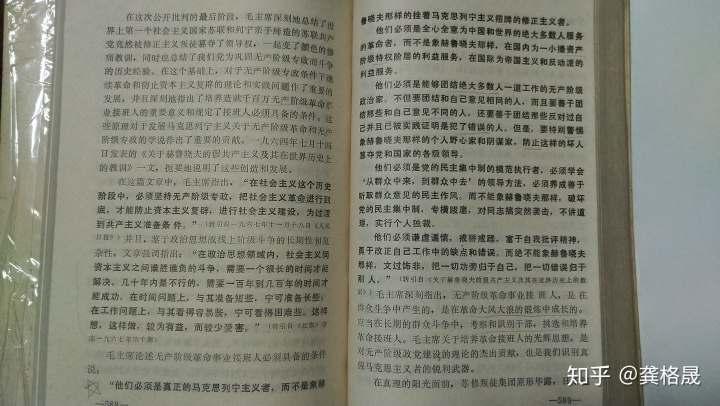 在这次公开批判的最后阶段，毛主席深刻地总结了世
界上第一个社会主义国家苏联和列宁亲手缔造的苏联共产
党竟然被修正主义叛徒篡夺了领导权，一起变了颜色的惨
痛教训，同时也总结了我们党为巩固无产阶级专政而斗争
的历史经验。在这个基础上，对于无产阶级专政条件下继
续革命和防止资本主义复辟的理论和实践问题作了重要的
发展，并且深刻地指出了培养造就千百万无产阶级革命事
业接班人的重要意义和规定了接班人必须具备的条件。这
些原理对于发展马克思列宁主义关于无产阶级革命和无产
阶级专政的学说作出了重要的贡献。一九六四年七月十四
日发表的《关于赫鲁晓夫的假共产主义及其在世界历史上的
教训》一文，扼要地说明了这些创造和发展。
在这篇文章中，毛主席指出，“在社会主义这个历史
阶段中，必须坚持无产阶级专政，把社会主义革命进行到
底，才能防止资本主义复辟，进行社会主义建设，为过渡
到共产主义准备条件。”（转引自一九六七年十一月十八日《人民
日报》）并且，鉴于政治思想战线上阶级斗争的长期性和复
杂性，文章强调指出：“在政治思想领域内，社会主义同
资本主义之间谁胜谁负的斗争，需要一个很长的时间才能
解决。几十年内是不行的，需要一百年到几百年的时间才
能成功。在时间问题上，与其准备短些，宁可准备长些；
在工作问题上，与其看得容易些，宁可看得困难些。这样
想，这样做，较为有益，而较少受害。”（转引自《红旗》杂志
一九六七年第十期）
毛主席论述无产阶级革命事业接班人必须具备的条件
说：
“他们必须是真正的马克思列宁主义者，而不是象赫
—588—
鲁晓夫那样的挂着马克思列宁主义招牌的修正主义者。
他们必须是全心全意为中国和世界的绝大多数人服务
的革命者，而不是象赫鲁晓夫那样，在国内为一小撮资产
阶级特权阶层的利益服务，在国际为帝国主义和反动派的
利益服务。
他们必须是能够团结绝大多数人一道工作的无产阶级
政治家。不但要团结和自己意见相同的人，而且要善于团
结那些和自己意见不同的人，还要善于团结那些反对过自
己并且已被实践证明是犯了错误的人。但是，要特别警惕
象赫鲁晓夫那样的个人野心家和阴谋家，防止这样的坏人
篡夺党和国家的各级领导。
他们必须是党的民主集中制的模范执行者，必须学会
‘从群众中来，到群众中去’的领导方法，必须养成善于
听取群众意见的民主作风。而不能象赫鲁晓夫那样，破坏
党的民主集中制，专横跋扈，对同志搞突然袭击，不讲道
理，实行个人独裁。
他们必须谦虚谨慎，戒骄戒躁，富于自我批评精神，
勇于改正自己工作中的缺点和错误。而绝不能象赫鲁晓夫
那样，文过饰非，把一切功劳归于自己，把一切错误归于
别人。”（转引自《关于赫鲁晓夫的假共产主义及其在世界历史上的教
训》）毛主席深刻指出，无产阶级革命事业接班人，是在
群众斗争中产生的，是在革命大风大浪的锻炼中成长的。
应当在长期的群众斗争中，考察和识别干部，挑选和培养
革命接班人。毛主席关于培养革命接班人的光辉思想，是
对无产阶级政党建设的理论的杰出贡献，也是我们识别真
假马克思主义者的锐利武器。
在真理的阳光面前，苏修叛徒集团原形毕露，
—589—
知乎 @龚格晟